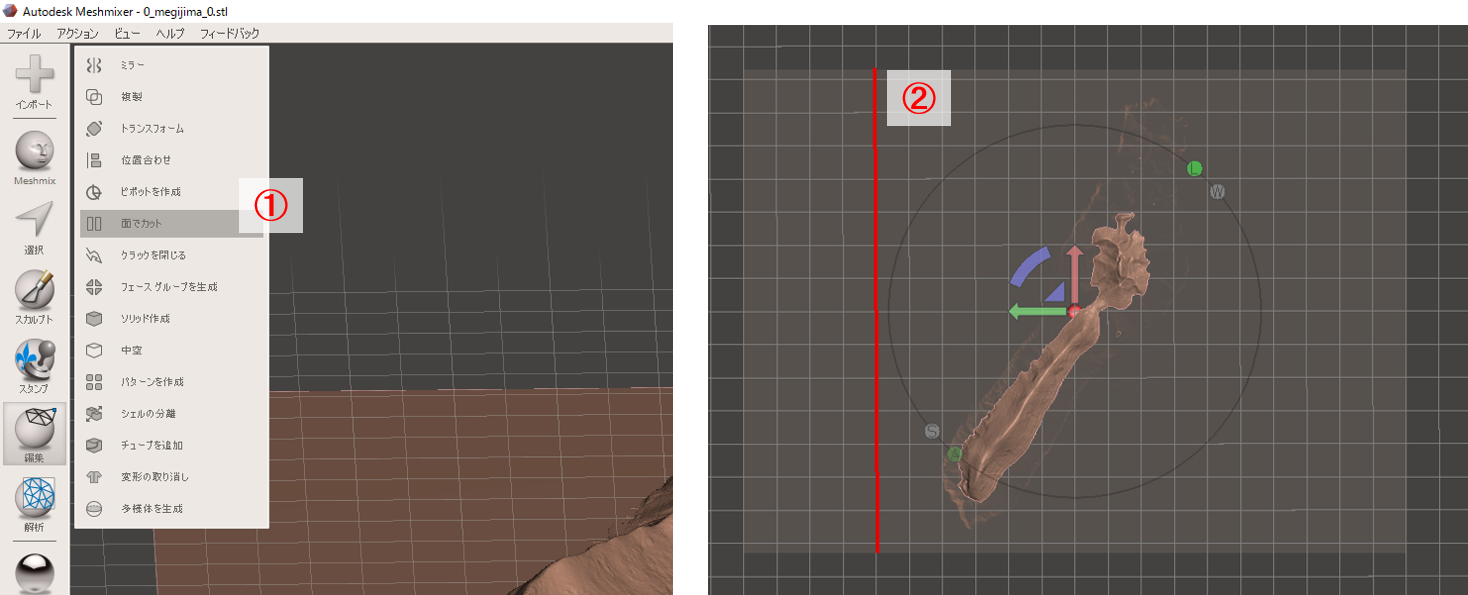 Autodesk Meshmixer - 0_megijima_0.stl
ファイル アクション ビュー ヘルプ フィードバック
インポート
Meshmix
選択
スカルプト
スタンプ
編集
解析
ミラー
複製
トランスフォーム
位置合わせ
ピボットを作成
面でカット
クラックを閉じる
フェースグループを生成
ソリッド作成
中空
パターンを作成
シェルの分離
チューブを追加
変形の取り消し
多様体を生成
①
②
L
W
S
A